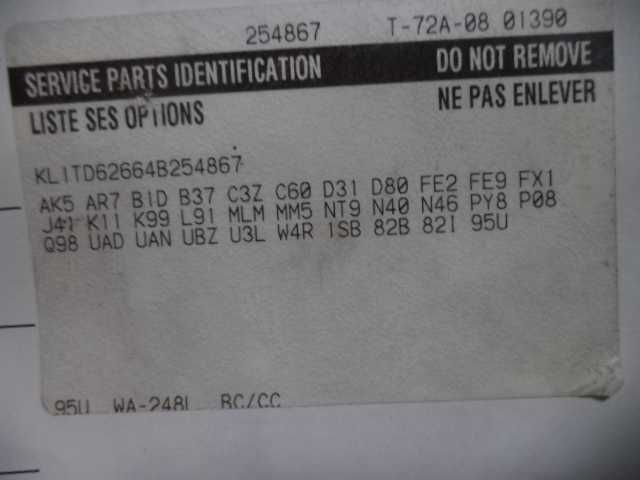 254867 T-72A-08 01390
SERVICE PARTS IDENTIFICATION DO NOT REMOVE
LISTE SES OPTIONS NE PAS ENLEVER
KL1TD62664B254867
AK5 AR7 B1D B37 C3Z C60 D31 D80 FE2 FE9 FX1
J41 K11 K99 L91 MLM MM5 NT9 N40 N46 PY8 P08
Q98 UAD UAN UBZ U3L W4R 1SB 82B 82I 95U
95U WA-248L BC/CC